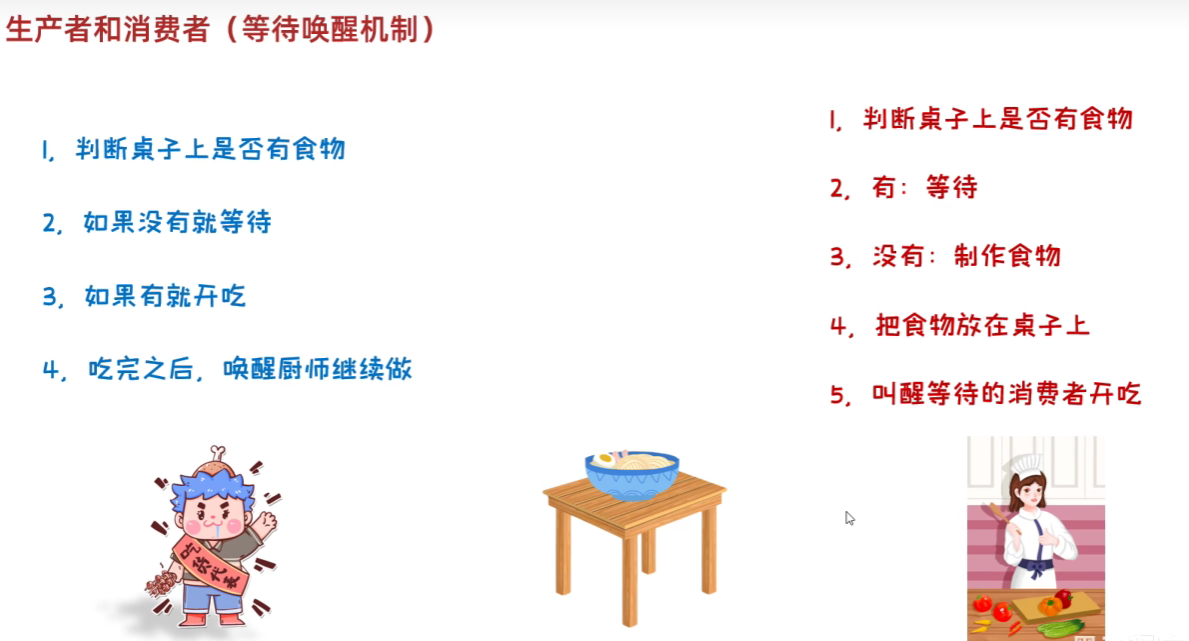 生产者和消费者（等待唤醒机制）
1，判断桌子上是否有食物
2，如果没有就等待
3，如果有就开吃
4，吃完之后，唤醒厨师继续做
1，判断桌子上是否有食物
2，有：等待
3，没有：制作食物
4，把食物放在桌子上
5，叫醒等待的消费者开吃
吃货代表